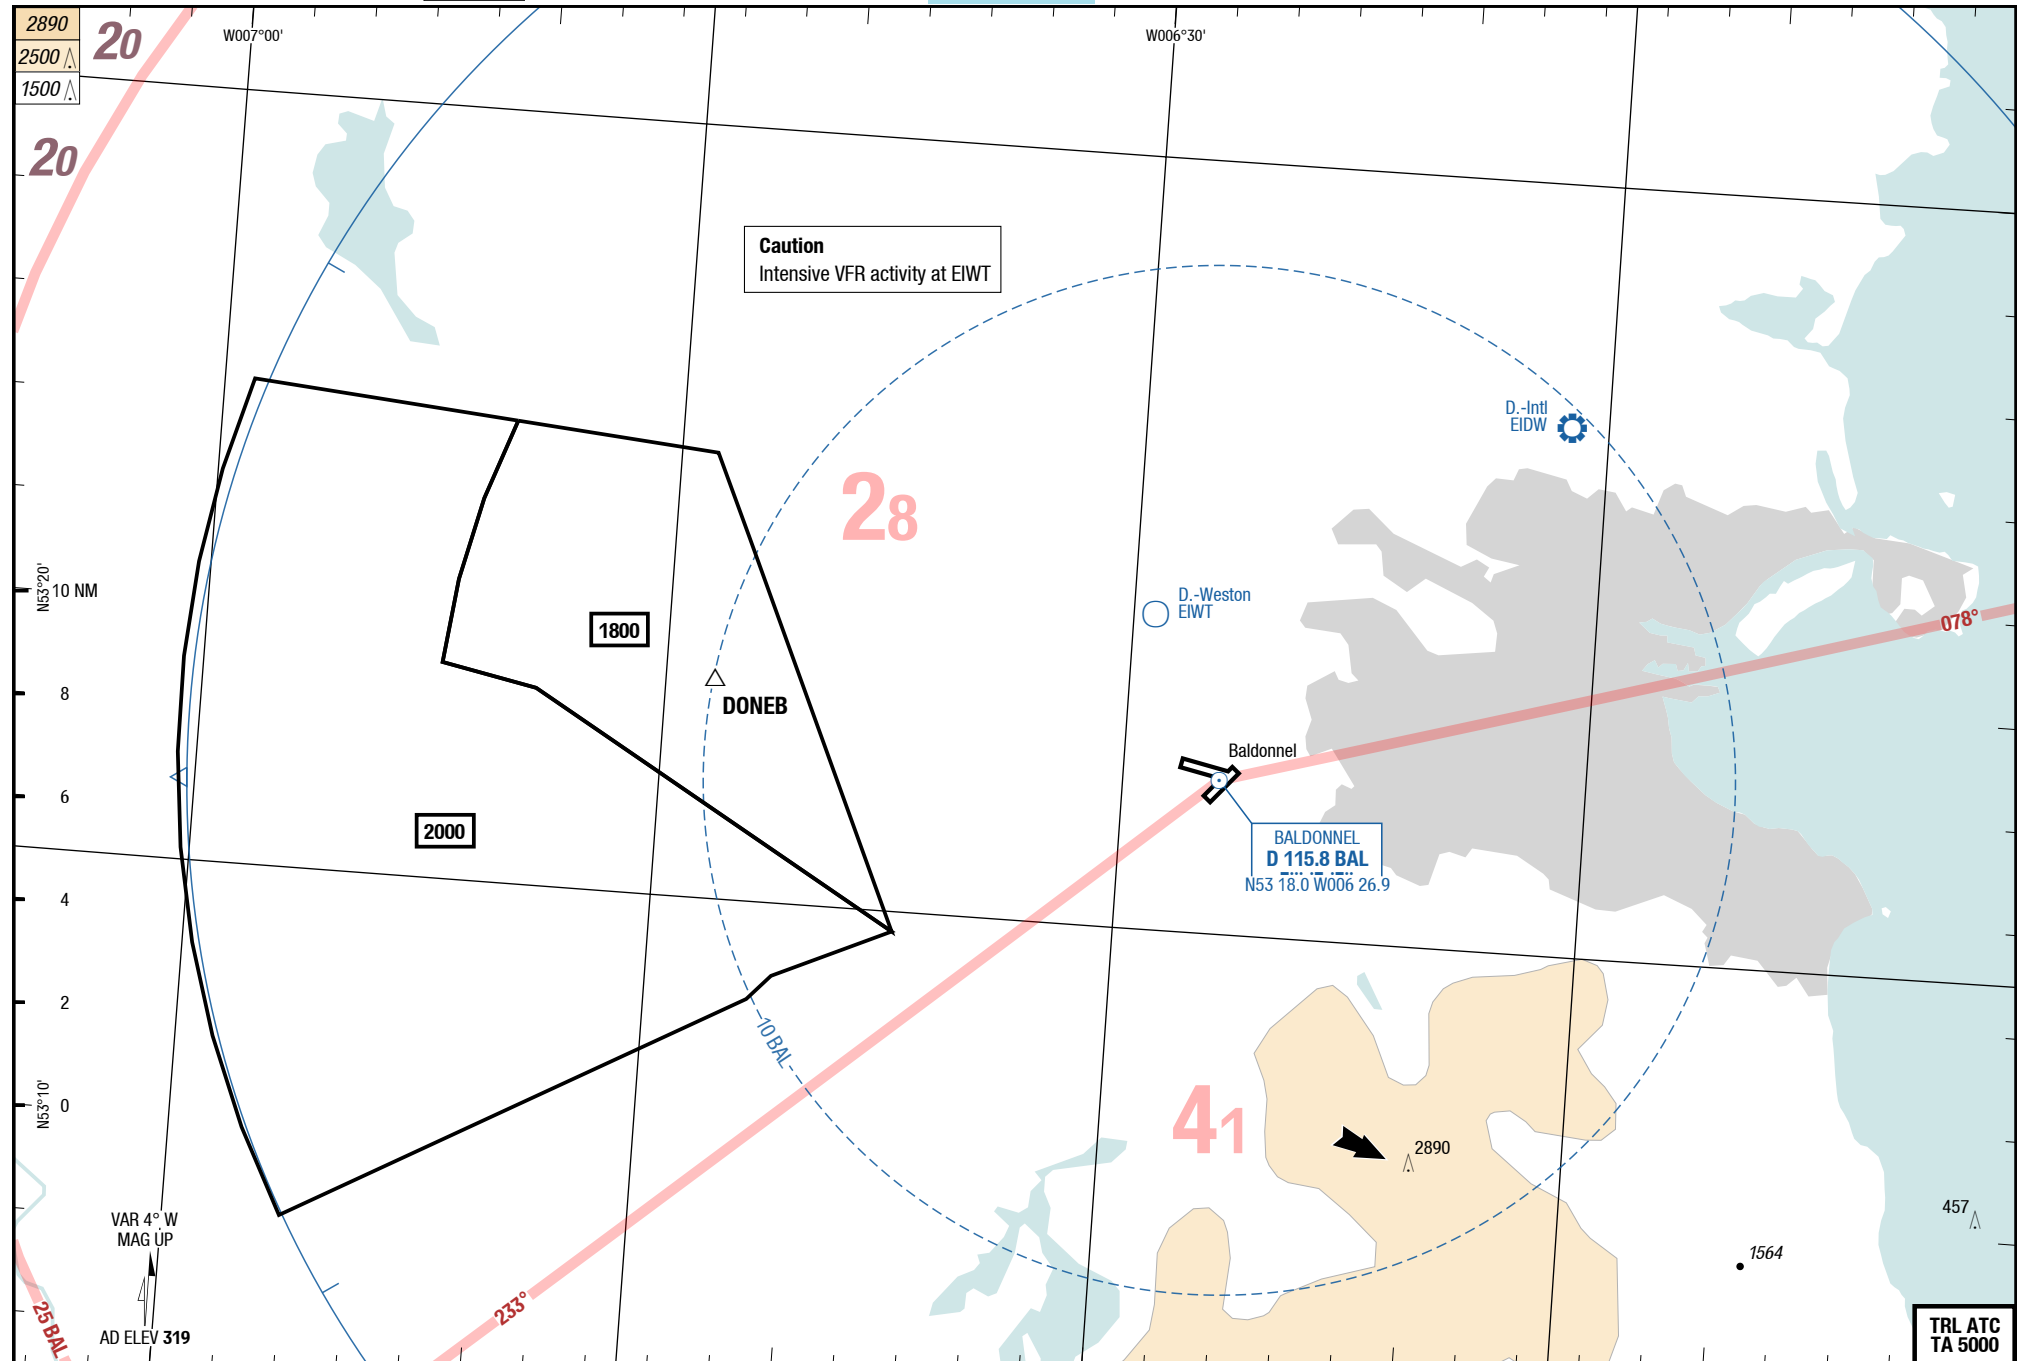 2890
2500
1500
20
20
W007°00'
W006°30'
Caution
Intensive VFR activity at EIWT
D.-Intl
EIDW
28
N53°20'
10 NM
D.-Weston
EIWT
1800
078°
8
DONEB
Baldonnel
6
2000
BALDONNEL
D 115.8 BAL
N53 18.0 W006 26.9
4
2
10 BAL
N53°10'
0
41
2890
VAR 4° W
MAG UP
457
1564
233°
25 BAL
AD ELEV 319
TRL ATC
TA 5000